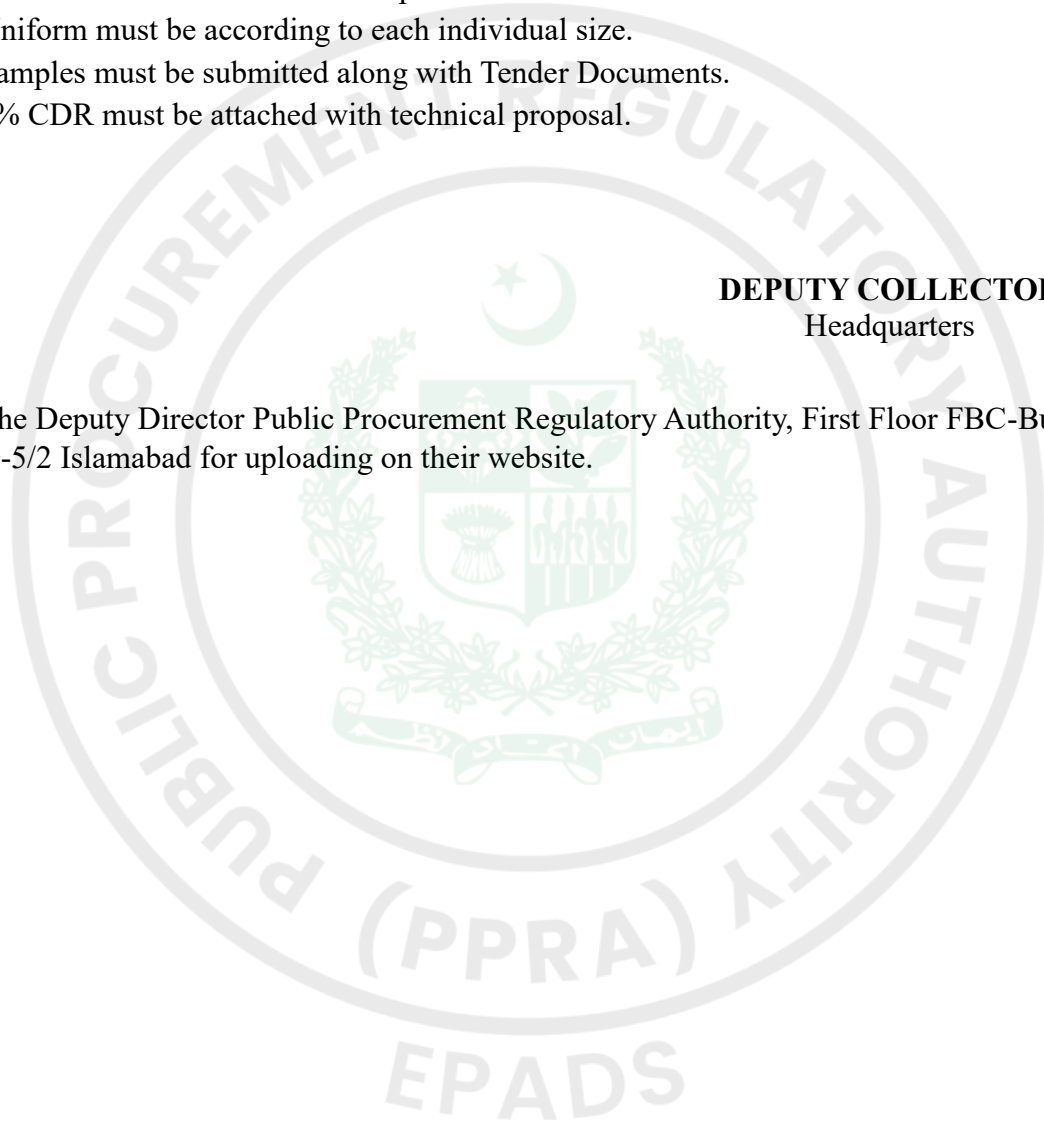 niform must be according to each individual size.
amples must be submitted along with Tender Documents.
% CDR must be attached with technical proposal.
DEPUTY COLLECTOR
Headquarters
he Deputy Director Public Procurement Regulatory Authority, First Floor FBC-Bu
-5/2 Islamabad for uploading on their website.
PUBLIC PROCUREMENT REGULATORY AUTHORITY
(PPRA)
EPADS